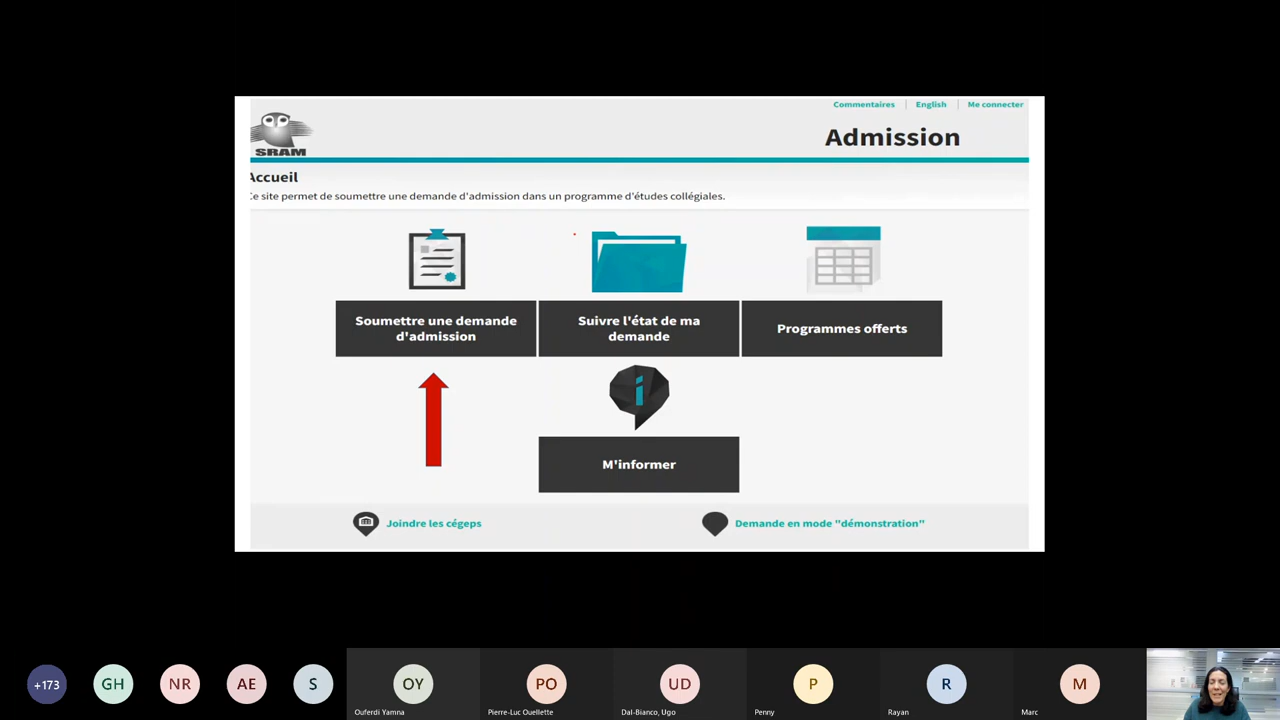 Commentaires
English
Me connecter
SRAM
Admission
Accueil
Ce site permet de soumettre une demande d'admission dans un programme d'études collégiales.
Soumettre une demande
d'admission
Suivre l'état de ma
demande
Programmes offerts
i
M'informer
Joindre les cégeps
Demande en mode "démonstration"
+173
GH
NR
AE
S
OY
PO
UD
P
R
M
Ouferdi Yamna
Pierre-Luc Ouellette
Dal-Bianco, Ugo
Penny
Rayan
Marc